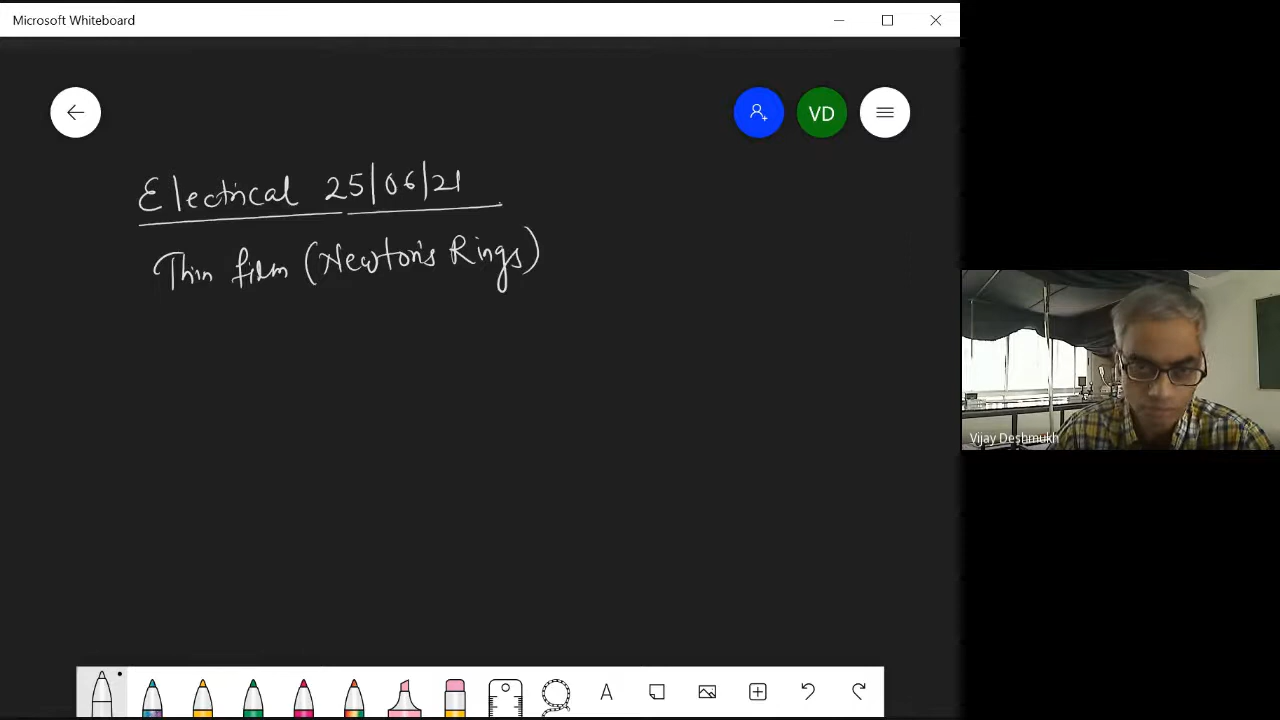 Microsoft Whiteboard
VD
Electrical 25/06/21
Thin film (Newton's Rings)
Vijay Deshmukh
A